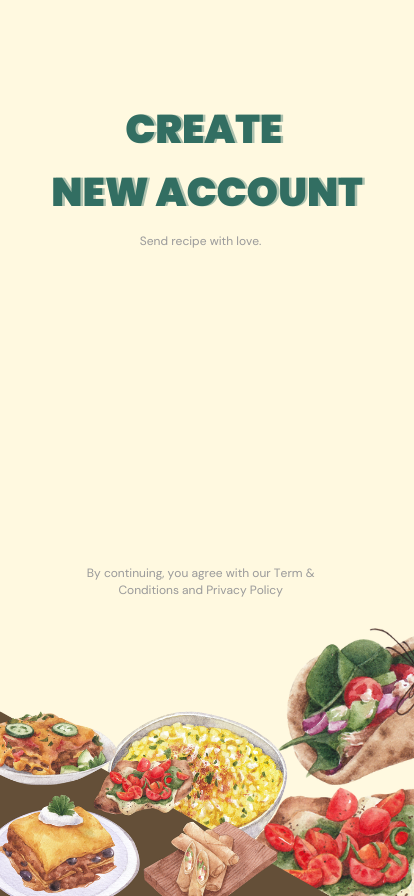 CREATE
NEW ACCOUNT
Send recipe with love.
By continuing, you agree with our Term &
Conditions and Privacy Policy